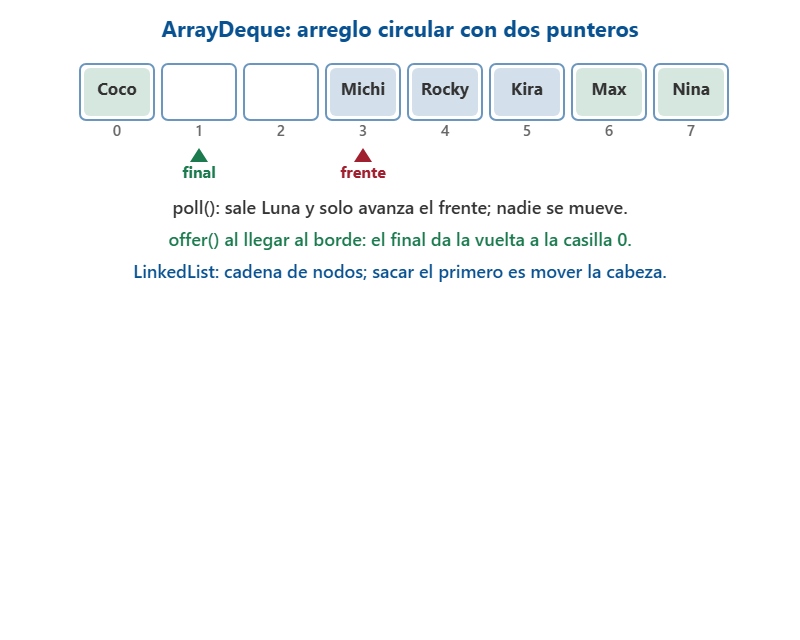 ArrayDeque: arreglo circular con dos punteros
Coco Michi Rocky Kira Max Nina
0 1 2 3 4 5 6 7
final frente
poll(): sale Luna y solo avanza el frente; nadie se mueve.
offer() al llegar al borde: el final da la vuelta a la casilla 0.
LinkedList: cadena de nodos; sacar el primero es mover la cabeza.